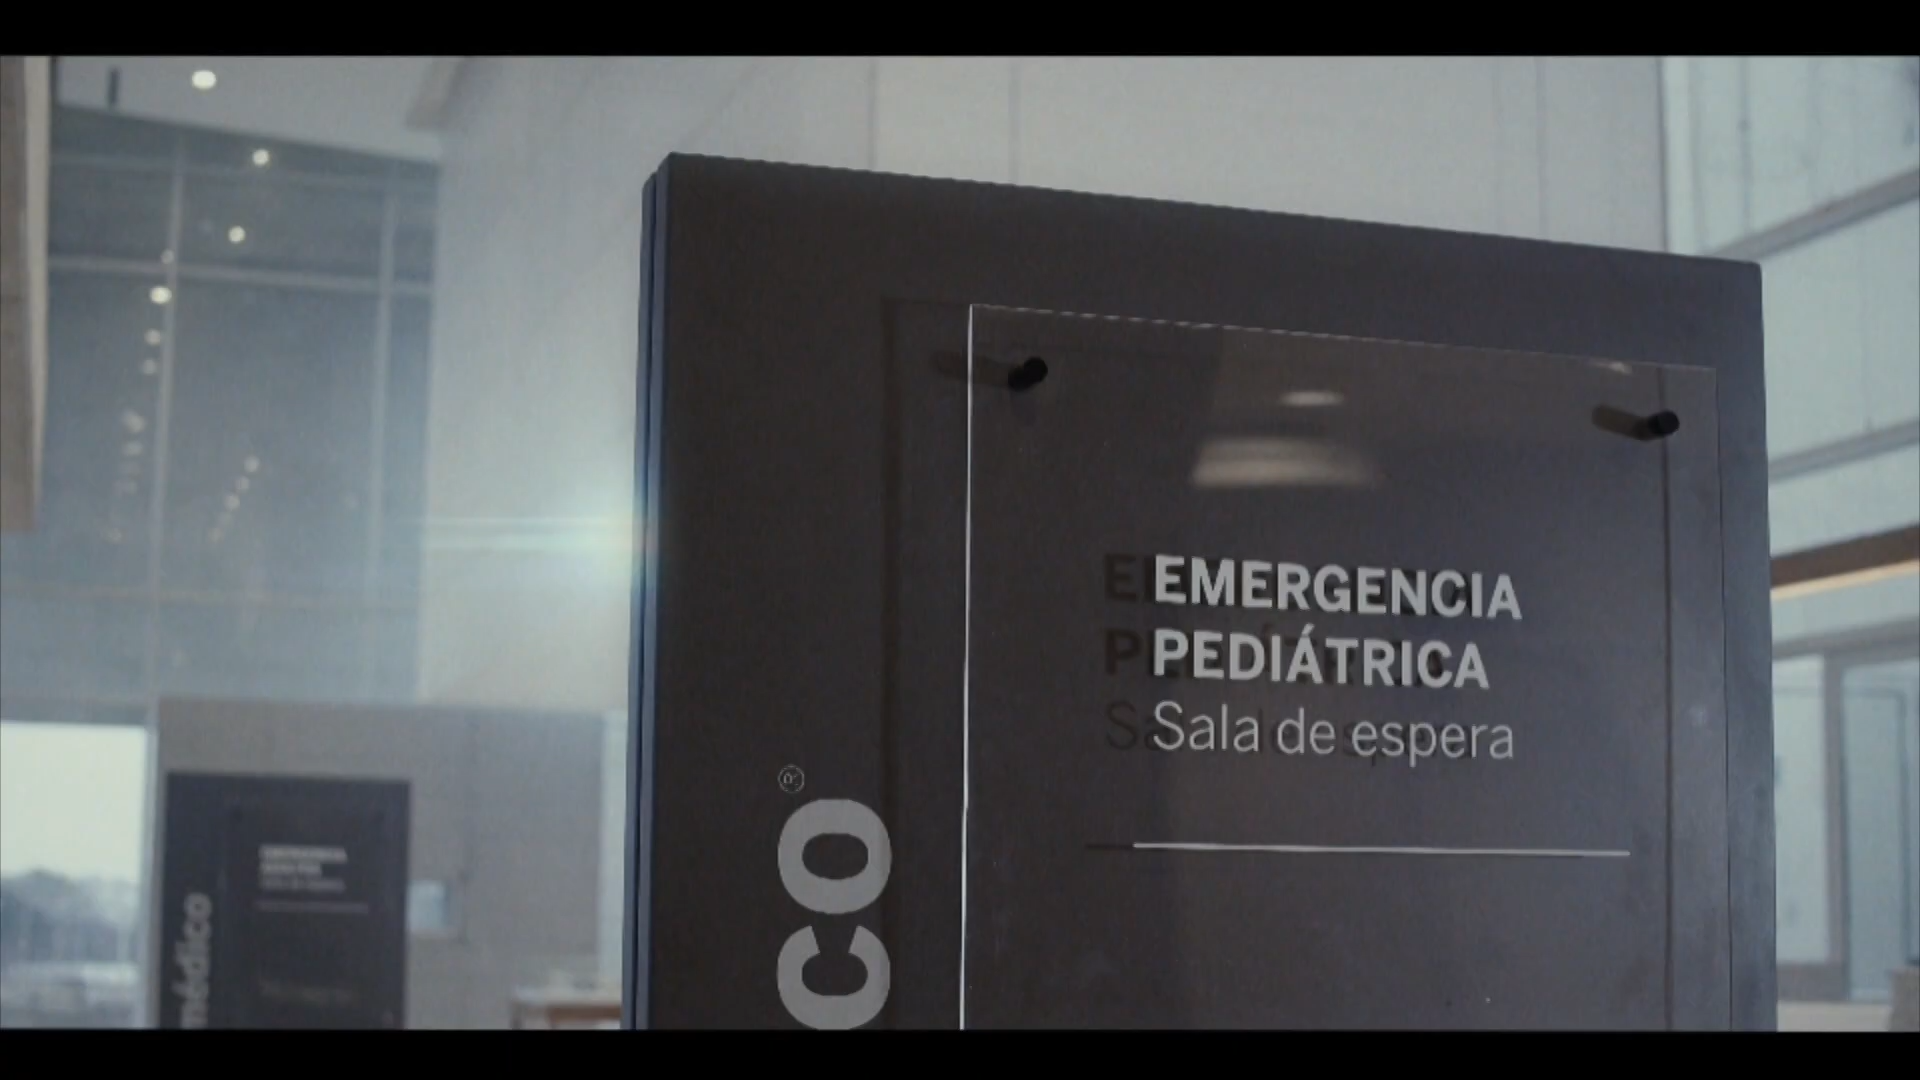 EMERGENCIA
PEDIÁTRICA
Sala de espera
co
médico